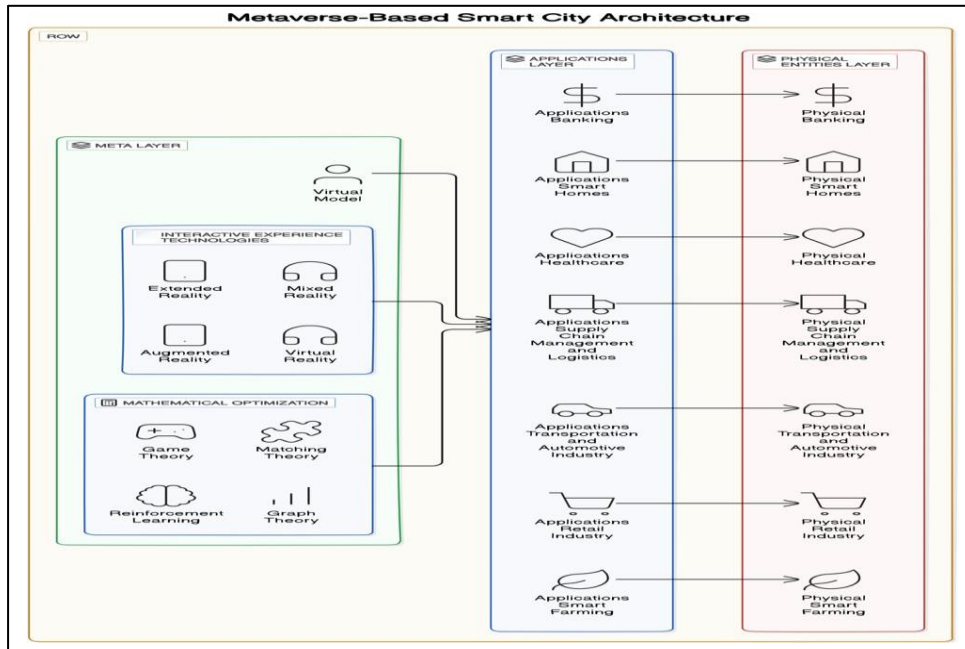 Metaverse-Based Smart City Architecture
ROW
META LAYER
Virtual
Model
INTERACTIVE EXPERIENCE
TECHNOLOGIES
Extended
Reality
Mixed
Reality
Augmented
Reality
Virtual
Reality
MATHEMATICAL OPTIMIZATION
Game
Theory
Matching
Theory
Reinforcement
Learning
Graph
Theory
APPLICATIONS
LAYER
Applications
Banking
Applications
Smart
Homes
Applications
Healthcare
Applications
Supply
Chain
Management
and
Logistics
Applications
Transportation
and
Automotive
Industry
Applications
Retail
Industry
Applications
Smart
Farming
PHYSICAL
ENTITIES LAYER
Physical
Banking
Physical
Smart
Homes
Physical
Healthcare
Physical
Supply
Chain
Management
and
Logistics
Physical
Transportation
and
Automotive
Industry
Physical
Retail
Industry
Physical
Smart
Farming